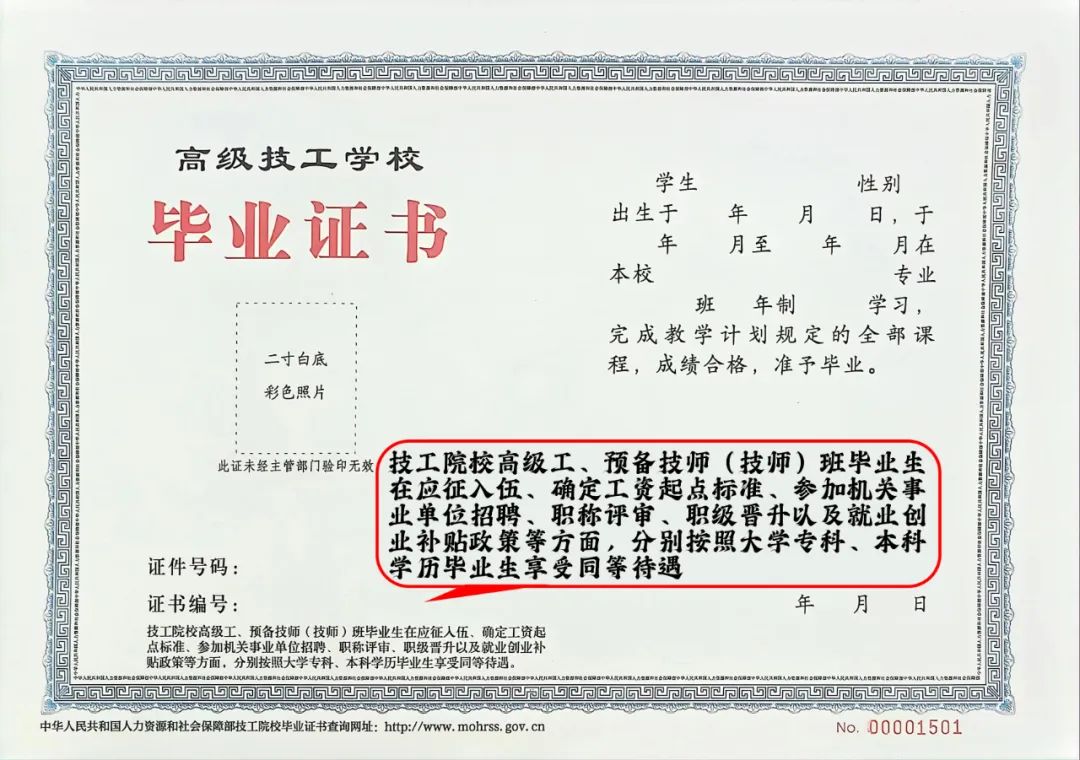 高级技工学校
毕业证书
二寸白底
彩色照片
此证未经主管部门验印无效
证件号码：
证书编号：
技工院校高级工、预备技师（技师）班毕业生在应征入伍、确定工资起
点标准、参加机关事业单位招聘、职称评审、职级晋升以及就业创业补
贴政策等方面，分别按照大学专科、本科学历毕业生享受同等待遇。
学生 性别
出生于 年 月 日，于
年 月至 年 月在
本校 专业
班 年制 学习，
完成教学计划规定的全部课
程，成绩合格，准予毕业。
技工院校高级工、预备技师（技师）班毕业生
在应征入伍、确定工资起点标准、参加机关事
业单位招聘、职称评审、职级晋升以及就业创
业补贴政策等方面，分别按照大学专科、本科
学历毕业生享受同等待遇
年 月 日
中华人民共和国人力资源和社会保障部技工院校毕业证书查询网址：http://www.mohrss.gov.cn
No. 00001501